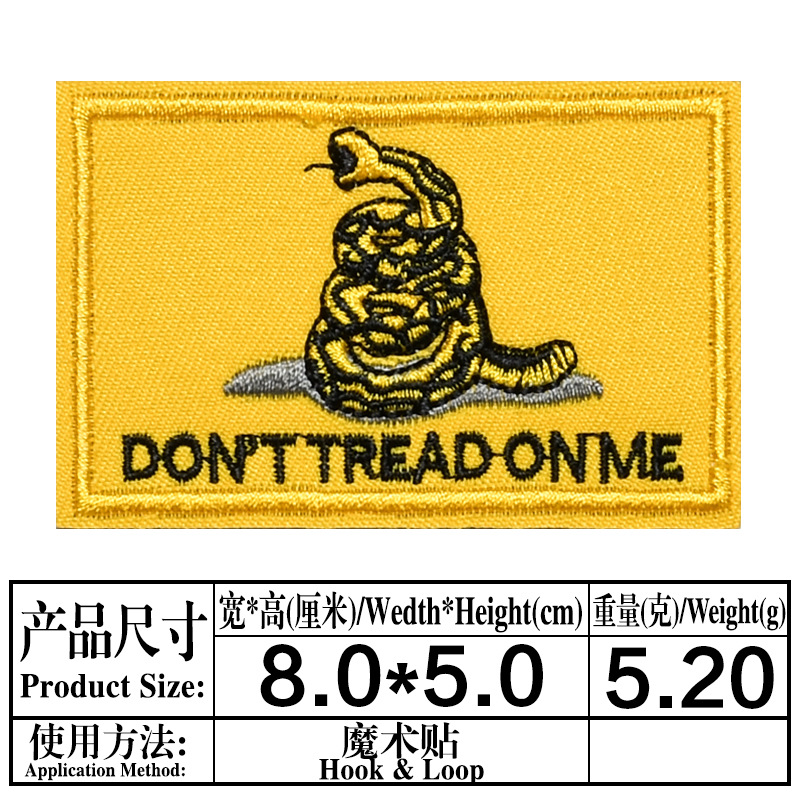 DON'T TREAD ON ME
产品尺寸
Product Size:
宽*高(厘米)/Wedth*Height(cm)
重量(克)/Weight(g)
8.0*5.0
5.20
使用方法:
Application Method:
魔术贴
Hook & Loop